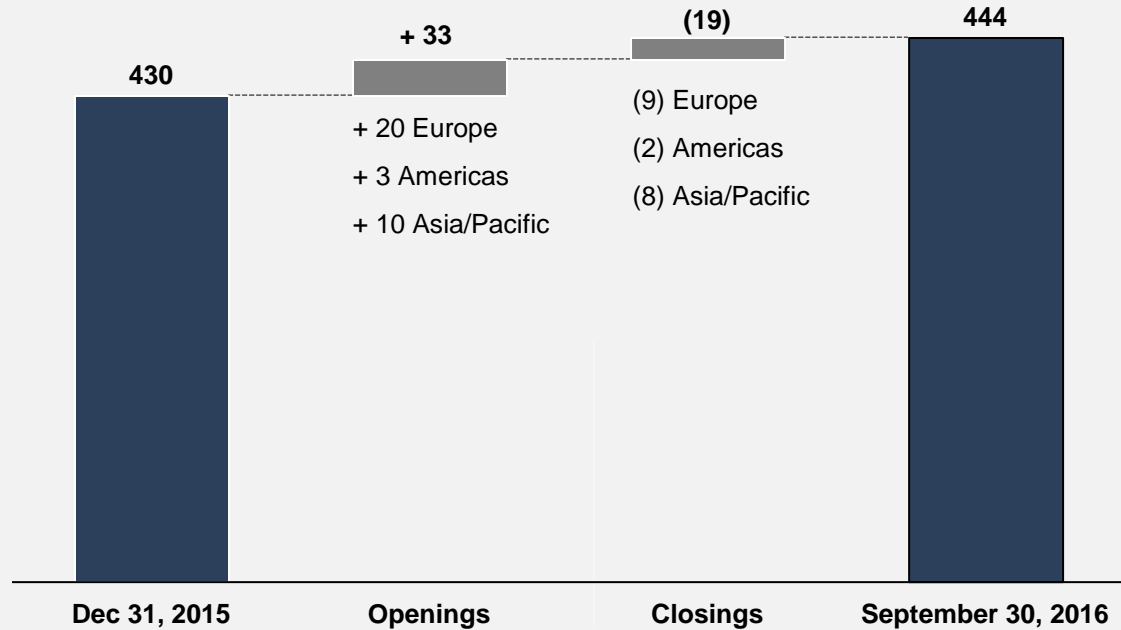 430
+ 33
(19)
444
+ 20 Europe
+ 3 Americas
+ 10 Asia/Pacific
(9) Europe
(2) Americas
(8) Asia/Pacific
Dec 31, 2015
Openings
Closings
September 30, 2016